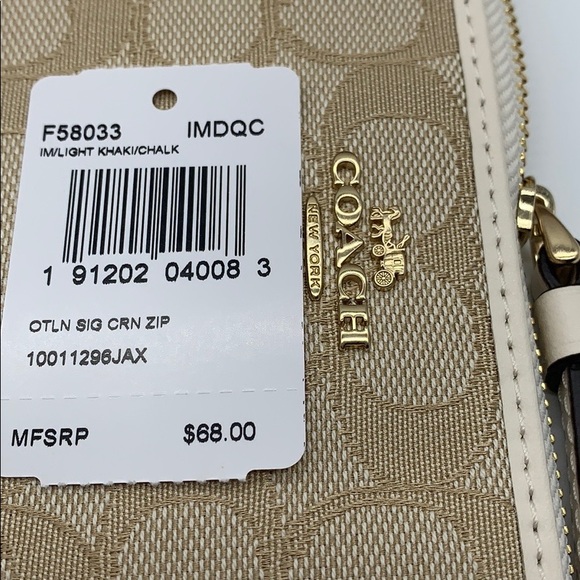 F58033 IMDQC
IM/LIGHT KHAKI/CHALK
1 91202 04008 3
OTLN SIG CRN ZIP
10011296JAX
MFSRP $68.00
COACH
NEW YORK